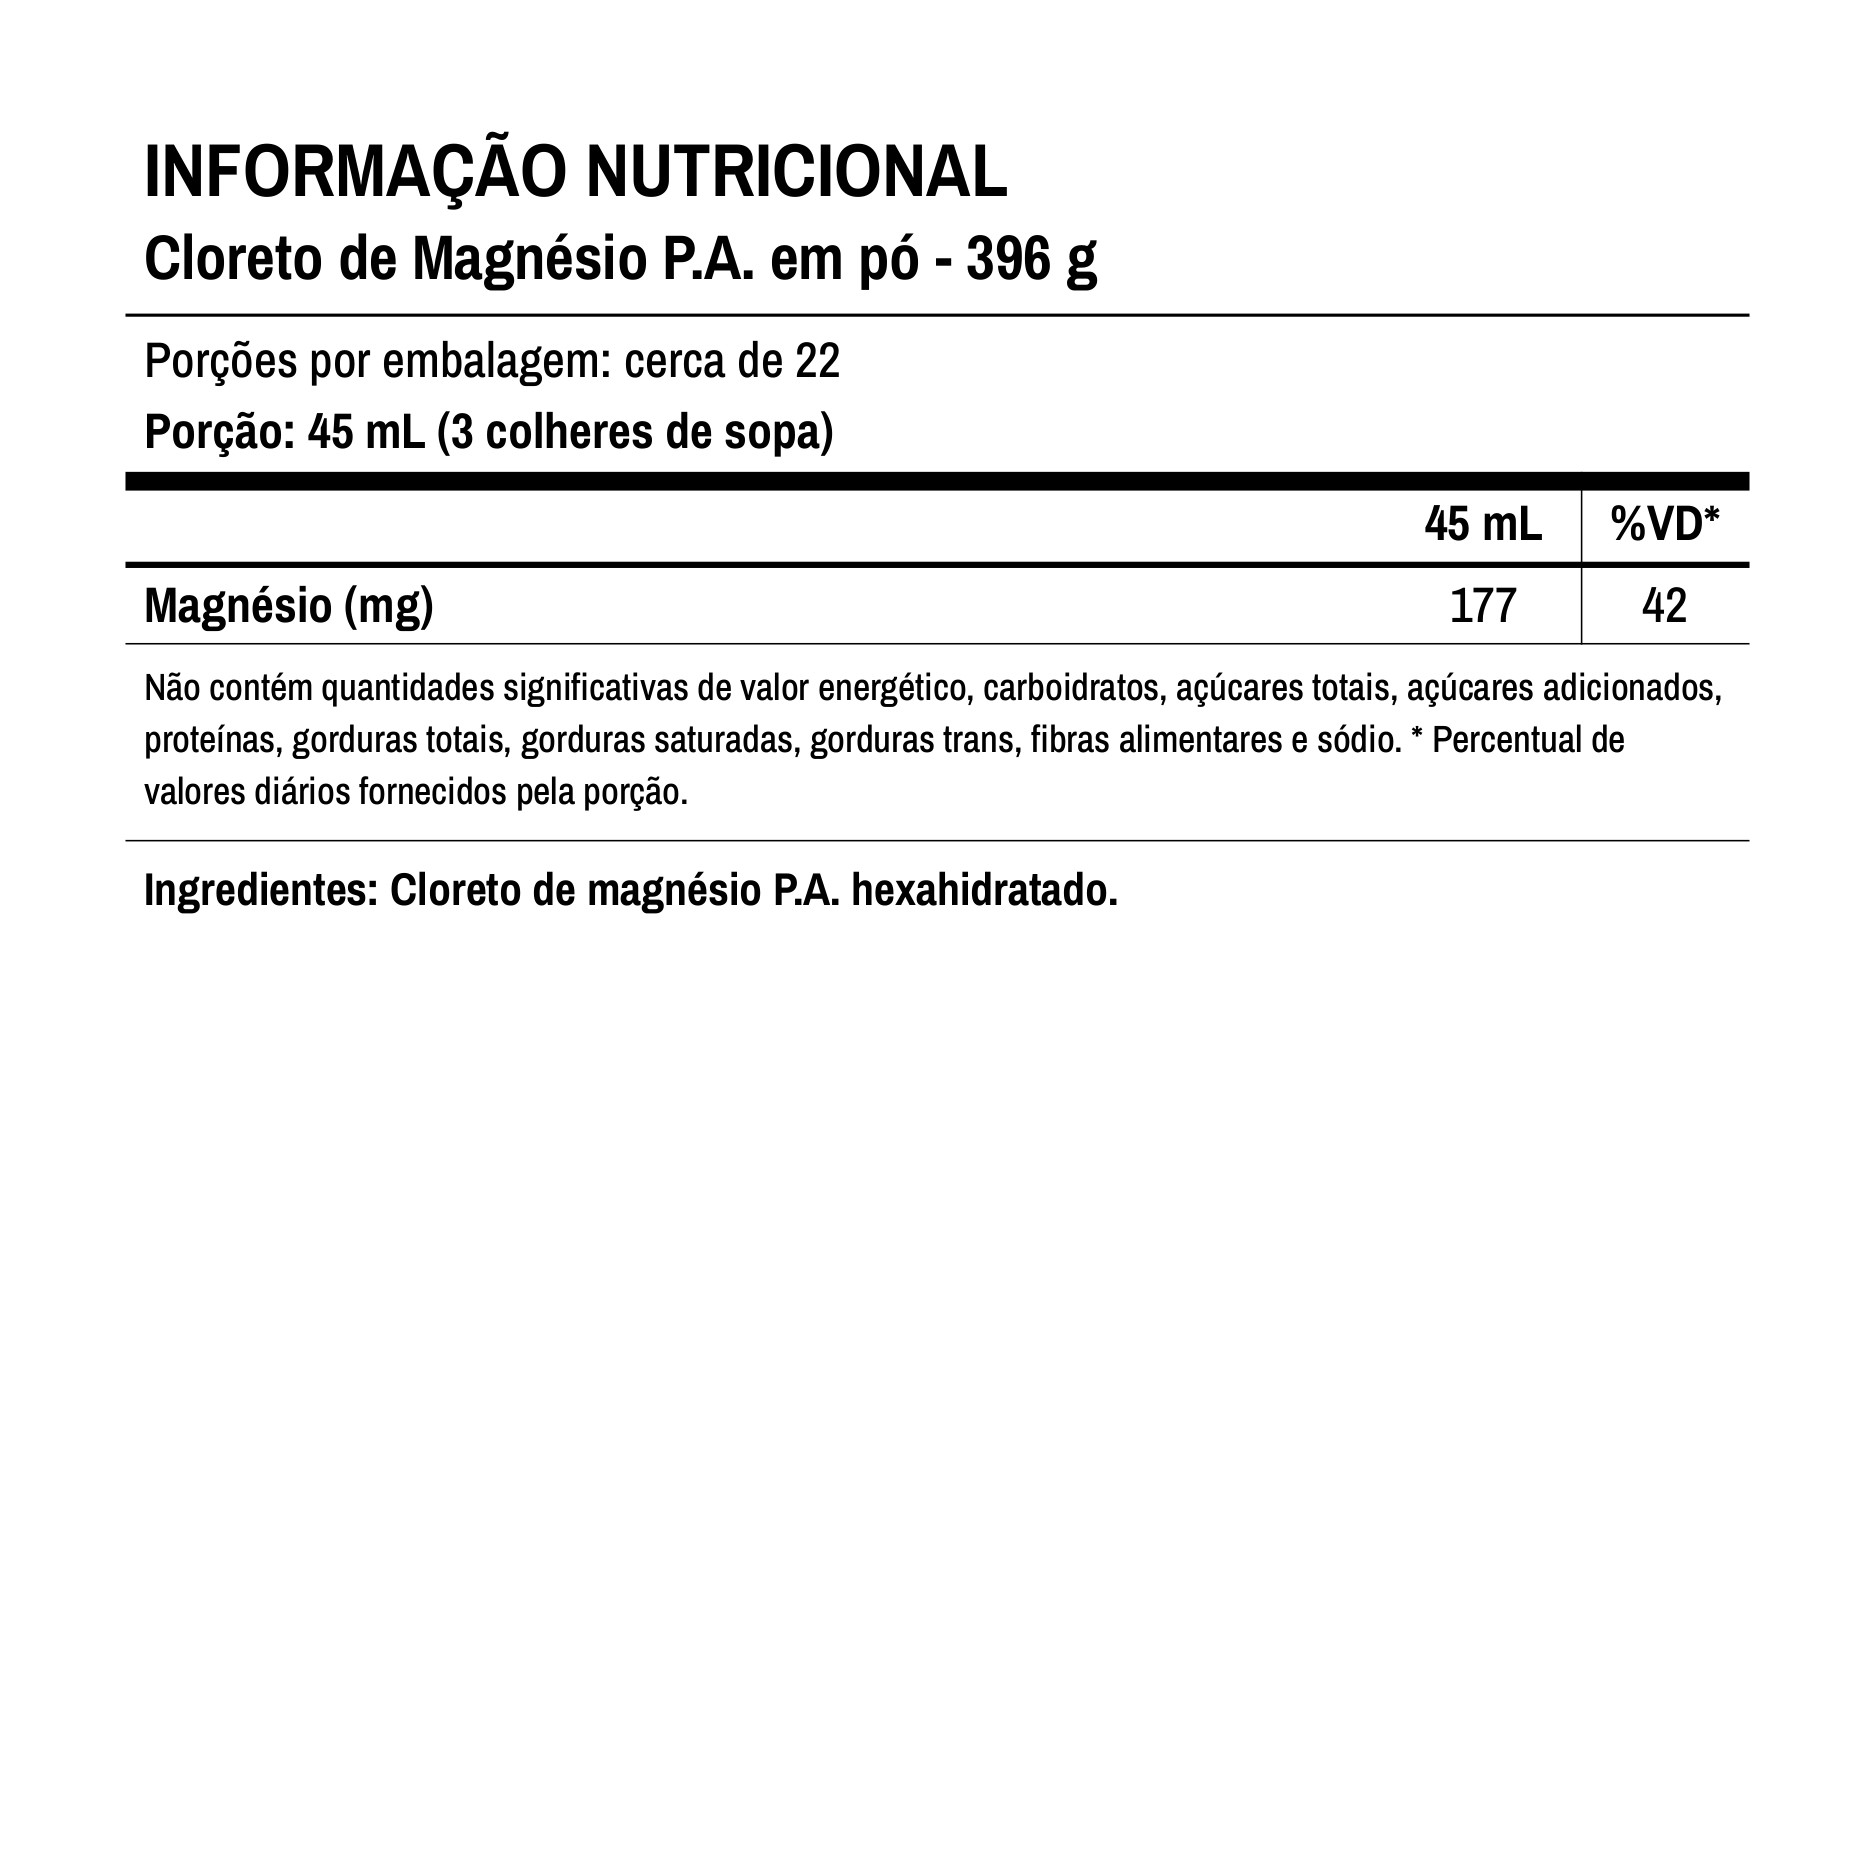 INFORMAÇÃO NUTRICIONAL
Cloreto de Magnésio P.A. em pó - 396 g
Porções por embalagem: cerca de 22
Porção: 45 mL (3 colheres de sopa)
45 mL %VD*
Magnésio (mg) 177 42
Não contém quantidades significativas de valor energético, carboidratos, açúcares totais, açúcares adicionados,
proteínas, gorduras totais, gorduras saturadas, gorduras trans, fibras alimentares e sódio. * Percentual de
valores diários fornecidos pela porção.
Ingredientes: Cloreto de magnésio P.A. hexahidratado.